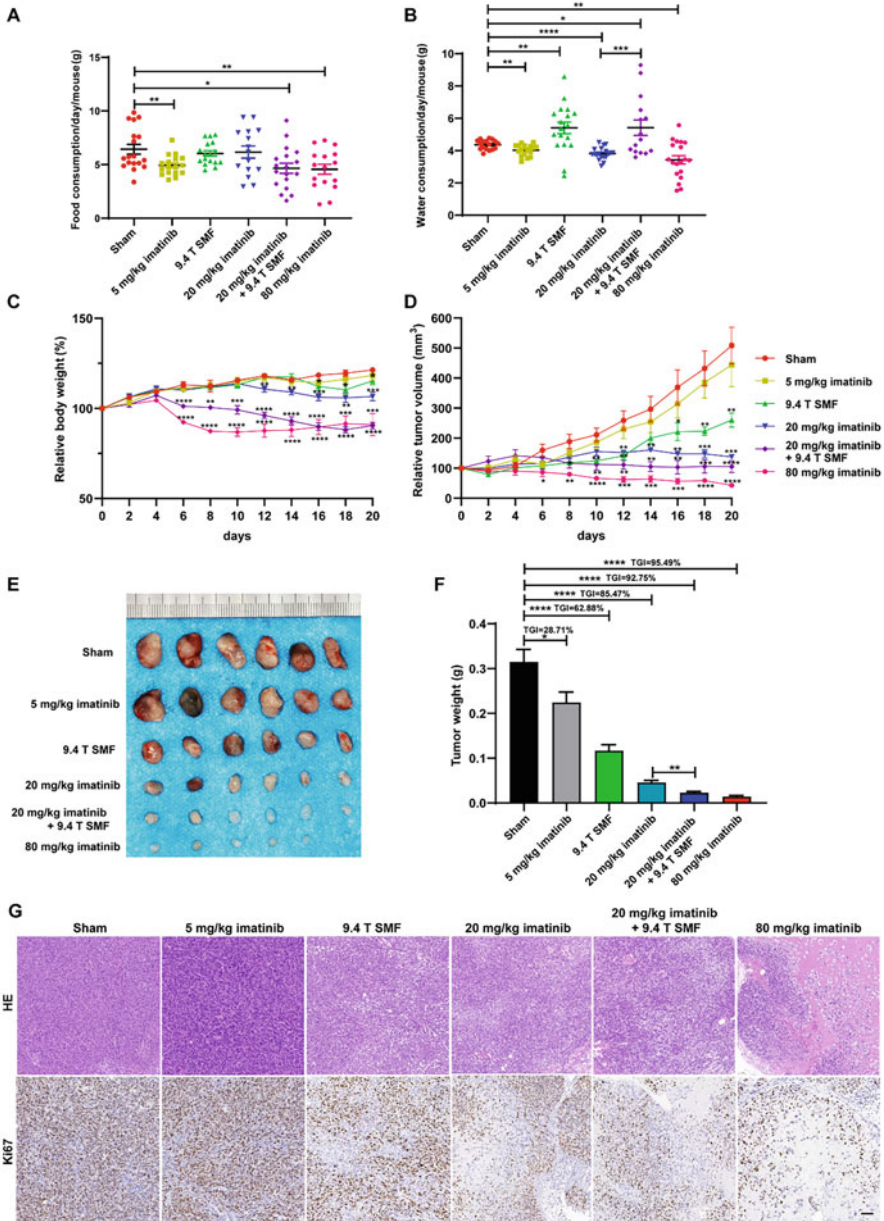 A
Food consumption/day/mouse(g)
15
10
5
0
**
*
**
Sham
5 mg/kg imatinib
9.4 T SMF
20 mg/kg imatinib
20 mg/kg imatinib
+ 9.4 T SMF
80 mg/kg imatinib
B
Water consumption/day/mouse(g)
10
8
6
4
2
0
**
*
****
**
***
**
Sham
5 mg/kg imatinib
9.4 T SMF
20 mg/kg imatinib
20 mg/kg imatinib
+ 9.4 T SMF
80 mg/kg imatinib
C
Relative body weight (%)
150
100
50
0 2 4 6 8 10 12 14 16 18 20
days
D
Relative tumor volume (mm³)
600
500
400
300
200
100
0
0 2 4 6 8 10 12 14 16 18 20
days
Sham
5 mg/kg imatinib
9.4 T SMF
20 mg/kg imatinib
20 mg/kg imatinib
+ 9.4 T SMF
80 mg/kg imatinib
E
Sham
5 mg/kg imatinib
9.4 T SMF
20 mg/kg imatinib
20 mg/kg imatinib
+ 9.4 T SMF
80 mg/kg imatinib
F
**** TGI=95.49%
**** TGI=92.75%
**** TGI=85.47%
**** TGI=62.88%
TGI=28.71%
*
**
Tumor weight (g)
0.4
0.3
0.2
0.1
0.0
Sham
5 mg/kg imatinib
9.4 T SMF
20 mg/kg imatinib
20 mg/kg imatinib
+ 9.4 T SMF
80 mg/kg imatinib
G
Sham
5 mg/kg imatinib
9.4 T SMF
20 mg/kg imatinib
20 mg/kg imatinib
+ 9.4 T SMF
80 mg/kg imatinib
HE
Ki67